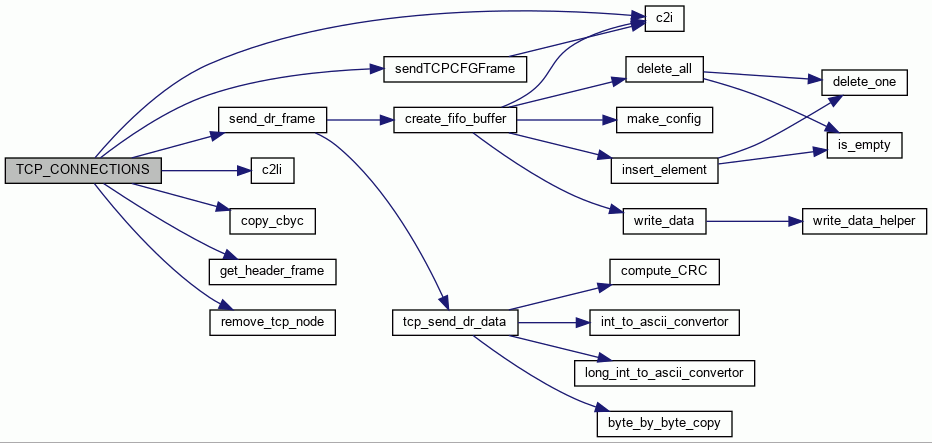 c2i
sendTCPCFGFrame
delete_all
delete_one
send_dr_frame
create_fifo_buffer
make_config
is_empty
TCP_CONNECTIONS
c2li
insert_element
copy_cbyc
write_data
write_data_helper
get_header_frame
compute_CRC
remove_tcp_node
tcp_send_dr_data
int_to_ascii_convertor
long_int_to_ascii_convertor
byte_by_byte_copy